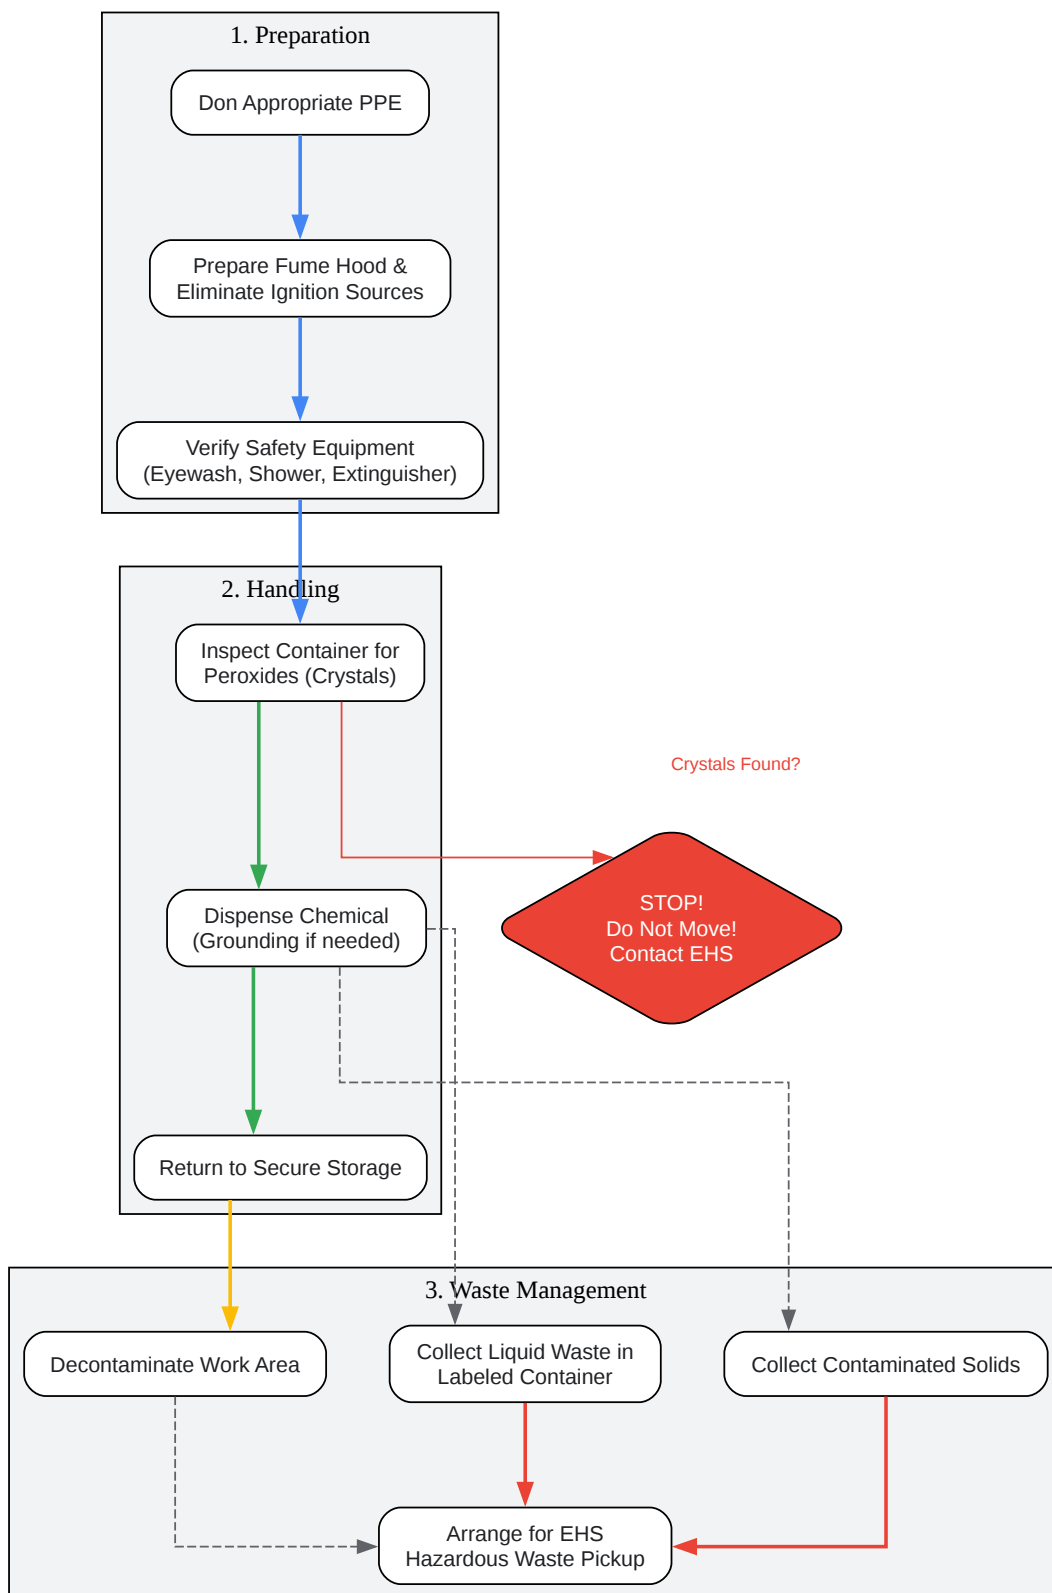 1. Preparation
Don Appropriate PPE
Prepare Fume Hood &
Eliminate Ignition Sources
Verify Safety Equipment
(Eyewash, Shower, Extinguisher)
2. Handling
Inspect Container for
Peroxides (Crystals)
Crystals Found?
STOP!
Do Not Move!
Contact EHS
Dispense Chemical
(Grounding if needed)
Return to Secure Storage
3. Waste Management
Decontaminate Work Area
Collect Liquid Waste in
Labeled Container
Collect Contaminated Solids
Arrange for EHS
Hazardous Waste Pickup